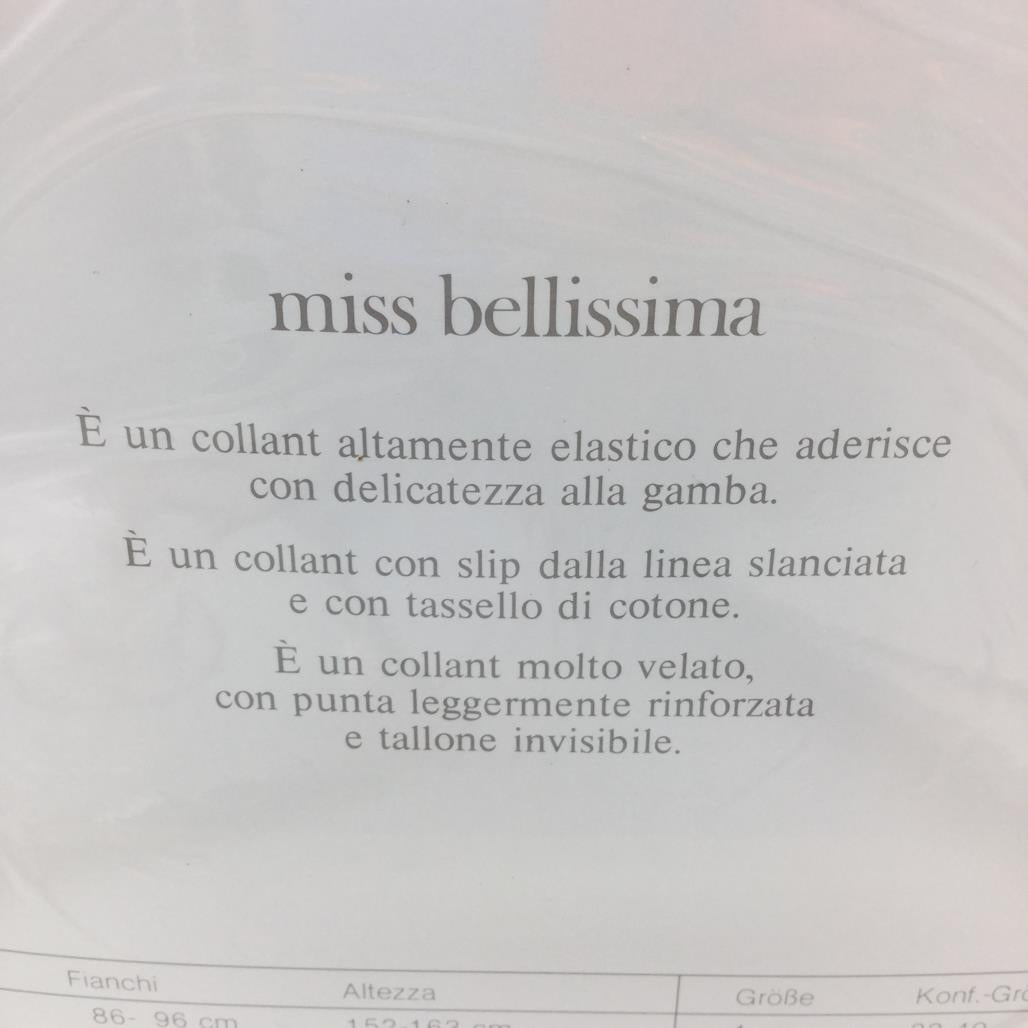 miss bellissima
È un collant altamente elastico che aderisce
con delicatezza alla gamba.
È un collant con slip dalla linea slanciata
e con tassello di cotone.
È un collant molto velato,
con punta leggermente rinforzata
e tallone invisibile.
Fianchi Altezza Größe Konf.-Grö
86- 96 cm